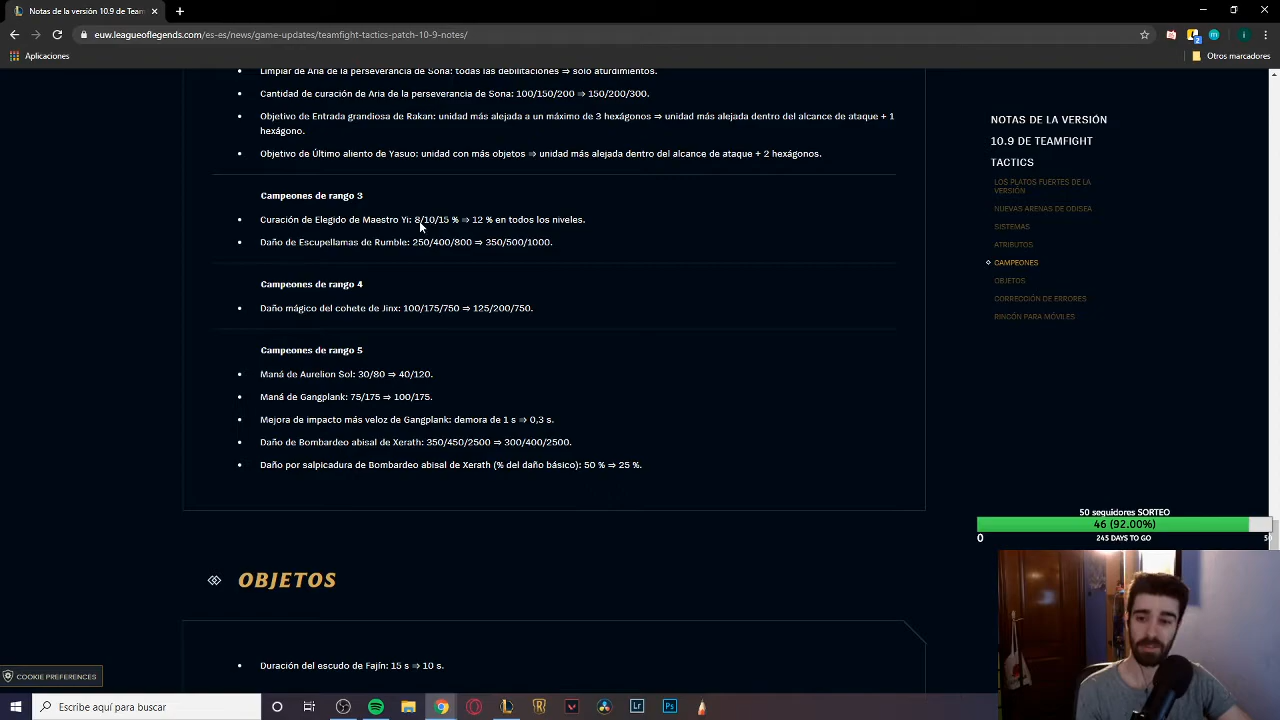 Notas de la versión 10.9 de Team
euw.leagueoflegends.com/es-es/news/game-updates/teamfight-tactics-patch-10-9-notes/
Aplicaciones
Otros marcadores
Limpiar de Aria de la perseverancia de Sona: todas las debilitaciones ⇒ solo aturdimientos.
Cantidad de curación de Aria de la perseverancia de Sona: 100/150/200 ⇒ 150/200/300.
Objetivo de Entrada grandiosa de Rakan: unidad más alejada a un máximo de 3 hexágonos ⇒ unidad más alejada dentro del alcance de ataque + 1
hexágono.
Objetivo de Último aliento de Yasuo: unidad con más objetos ⇒ unidad más alejada dentro del alcance de ataque + 2 hexágonos.
Campeones de rango 3
Curación de Elegido de Maestro Yi: 8/10/15 % ⇒ 12 % en todos los niveles.
Daño de Escupellamas de Rumble: 250/400/800 ⇒ 350/500/1000.
Campeones de rango 4
Daño mágico del cohete de Jinx: 100/175/750 ⇒ 125/200/750.
Campeones de rango 5
Maná de Aurelion Sol: 30/80 ⇒ 40/120.
Maná de Gangplank: 75/175 ⇒ 100/175.
Mejora de impacto más veloz de Gangplank: demora de 1 s ⇒ 0,3 s.
Daño de Bombardeo abisal de Xerath: 350/450/2500 ⇒ 300/400/2500.
Daño por salpicadura de Bombardeo abisal de Xerath (% del daño básico): 50 % ⇒ 25 %.
OBJETOS
Duración del escudo de Fajín: 15 s ⇒ 10 s.
NOTAS DE LA VERSIÓN
10.9 DE TEAMFIGHT
TACTICS
LOS PLATOS FUERTES DE LA
VERSIÓN
NUEVAS ARENAS DE ODISEA
SISTEMAS
ATRIBUTOS
CAMPEONES
OBJETOS
CORRECCIÓN DE ERRORES
RINCÓN PARA MÓVILES
50 seguidores SORTEO
46 (92.00%)
0
245 DAYS TO GO
50
COOKIE PREFERENCES
Escribe aquí para buscar